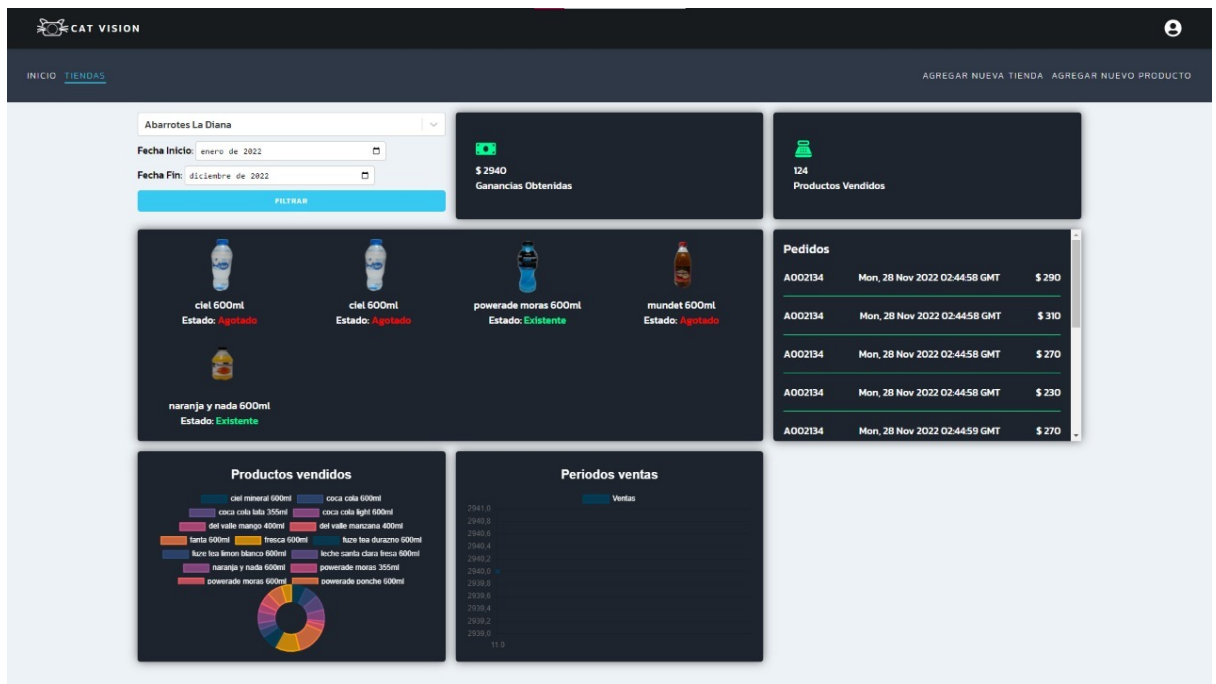 CAT VISION
INICIO TIENDAS AGREGAR NUEVA TIENDA AGREGAR NUEVO PRODUCTO
Abarrotes La Diana
Fecha Inicio: enero de 2022
Fecha Fin: diciembre de 2022
FILTRAR
$ 2940
Ganancias Obtenidas
124
Productos Vendidos
ciel 600ml
Estado: Agotado
ciel 600ml
Estado: Agotado
powerade moras 600ml
Estado: Existente
mundet 600ml
Estado: Agotado
naranja y nada 600ml
Estado: Existente
Pedidos
A002134 Mon, 28 Nov 2022 02:44:58 GMT $ 290
A002134 Mon, 28 Nov 2022 02:44:58 GMT $ 310
A002134 Mon, 28 Nov 2022 02:44:58 GMT $ 270
A002134 Mon, 28 Nov 2022 02:44:58 GMT $ 230
A002134 Mon, 28 Nov 2022 02:44:59 GMT $ 270
Productos vendidos
ciel mineral 600ml coca cola 600ml
coca cola lata 355ml coca cola light 600ml
del valle mango 400ml del valle manzana 400ml
fanta 600ml fresca 600ml fuze tea durazno 600ml
fuze tea limon blanco 600ml leche santa clara fresa 600ml
naranja y nada 600ml powerade moras 355ml
powerade moras 600ml powerade ponche 600ml
Periodos ventas
Ventas
2941,0
2940,8
2940,6
2940,4
2940,2
2940,0
2939,8
2939,6
2939,4
2939,2
2939,0
11.0